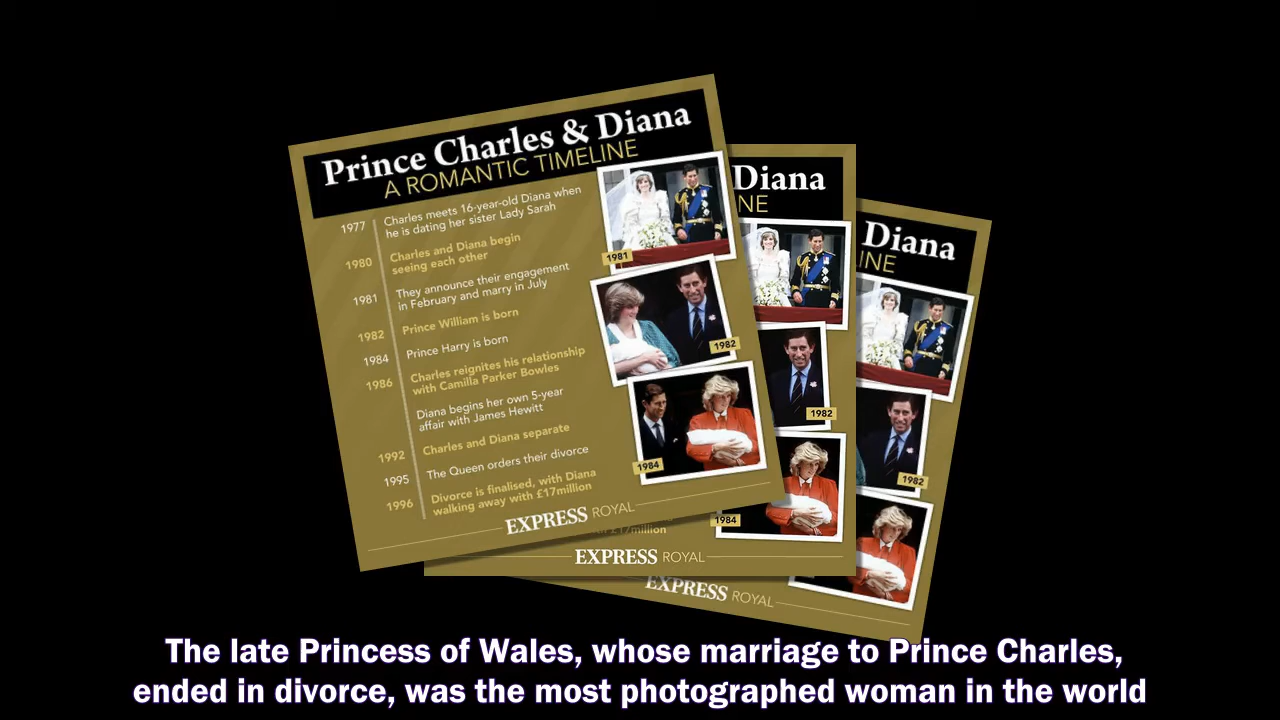 Prince Charles & Diana
A ROMANTIC TIMELINE
1977 Charles meets 16-year-old Diana when
he is dating her sister Lady Sarah
1980 Charles and Diana begin
seeing each other
1981 They announce their engagement
in February and marry in July
1982 Prince William is born
1984 Prince Harry is born
1986 Charles reignites his relationship
with Camilla Parker Bowles
Diana begins her own 5-year
affair with James Hewitt
1992 Charles and Diana separate
1995 The Queen orders their divorce
1996 Divorce is finalised, with Diana
walking away with £17million
1981
1982
1984
EXPRESS ROYAL
Diana
NE
1982
1984
£17million
EXPRESS ROYAL
Diana
INE
1982
EXPRESS ROYAL
The late Princess of Wales, whose marriage to Prince Charles,
ended in divorce, was the most photographed woman in the world